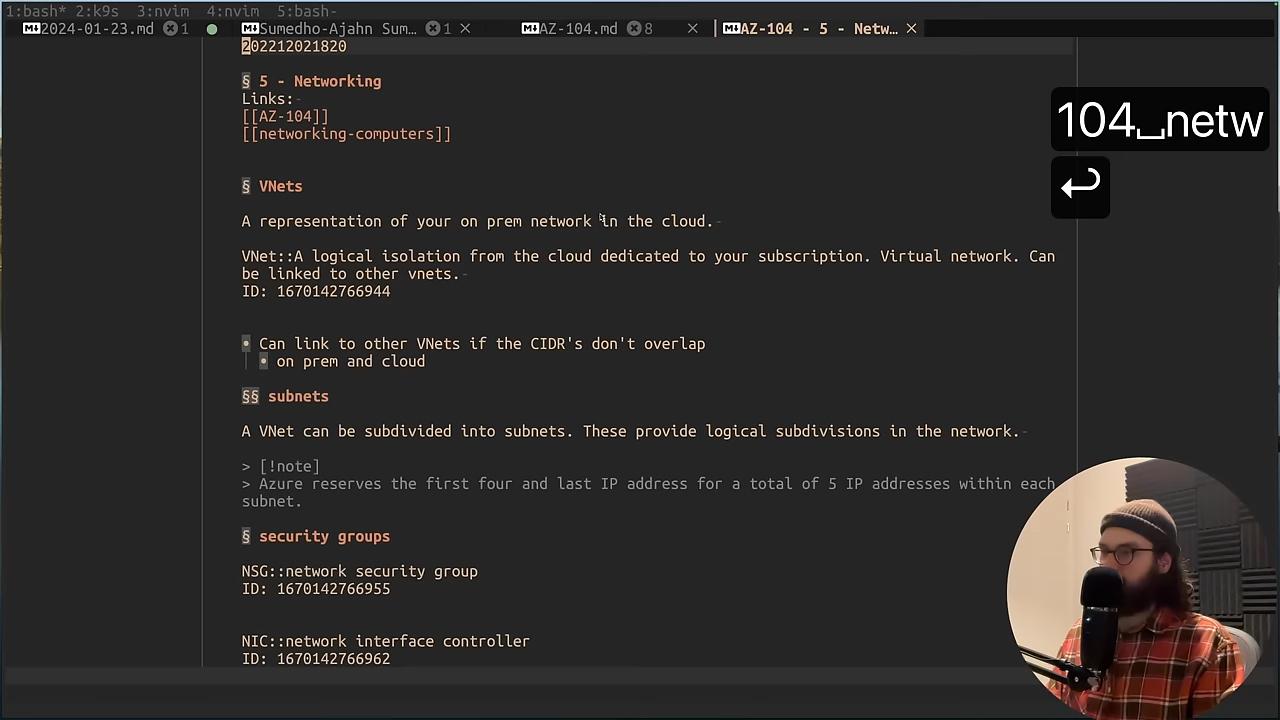 1:bash* 2:k9s 3:nvim 4:nvim 5:bash-
2024-01-23.md 1 Sumedho-Ajahn Sum… 1 AZ-104.md 8 AZ-104 - 5 - Netw…
202212021820
§ 5 - Networking
Links:-
[[AZ-104]]
[[networking-computers]]
§ VNets
A representation of your on prem network in the cloud.-
VNet::A logical isolation from the cloud dedicated to your subscription. Virtual network. Can
be linked to other vnets.-
ID: 1670142766944
• Can link to other VNets if the CIDR's don't overlap
• on prem and cloud
§§ subnets
A VNet can be subdivided into subnets. These provide logical subdivisions in the network.-
> [!note]
> Azure reserves the first four and last IP address for a total of 5 IP addresses within each
subnet.
§ security groups
NSG::network security group
ID: 1670142766955
NIC::network interface controller
ID: 1670142766962
104␣netw